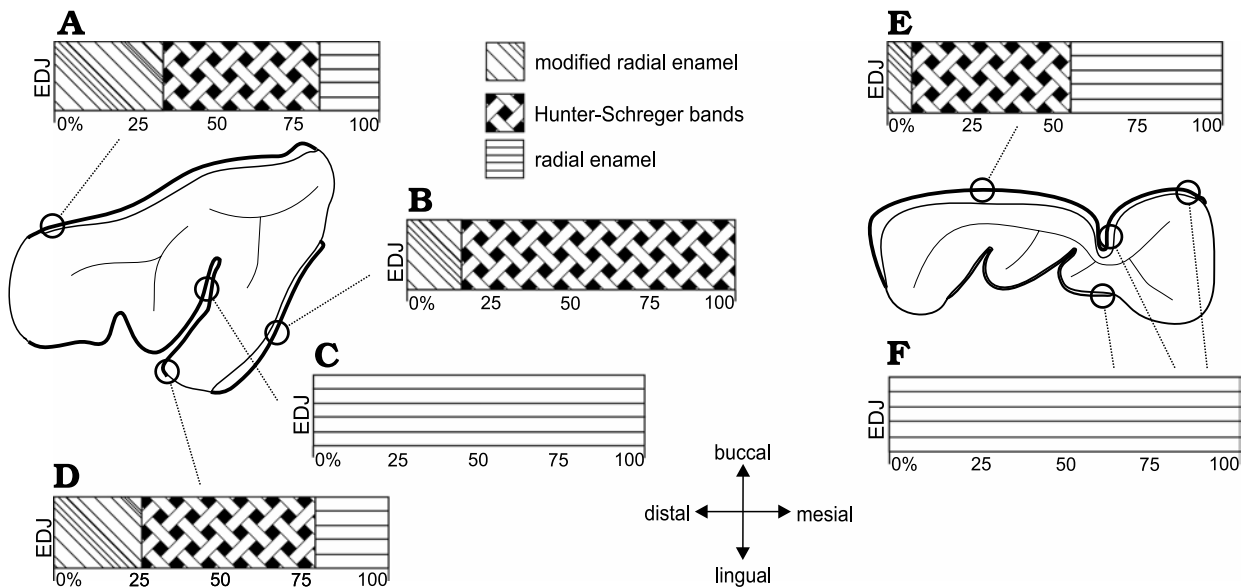 A
EDJ
0% 25 50 75 100
modified radial enamel
Hunter-Schreger bands
radial enamel
E
EDJ
0% 25 50 75 100
B
EDJ
0% 25 50 75 100
C
EDJ
0% 25 50 75 100
F
EDJ
0% 25 50 75 100
D
EDJ
0% 25 50 75 100
buccal
distal mesial
lingual